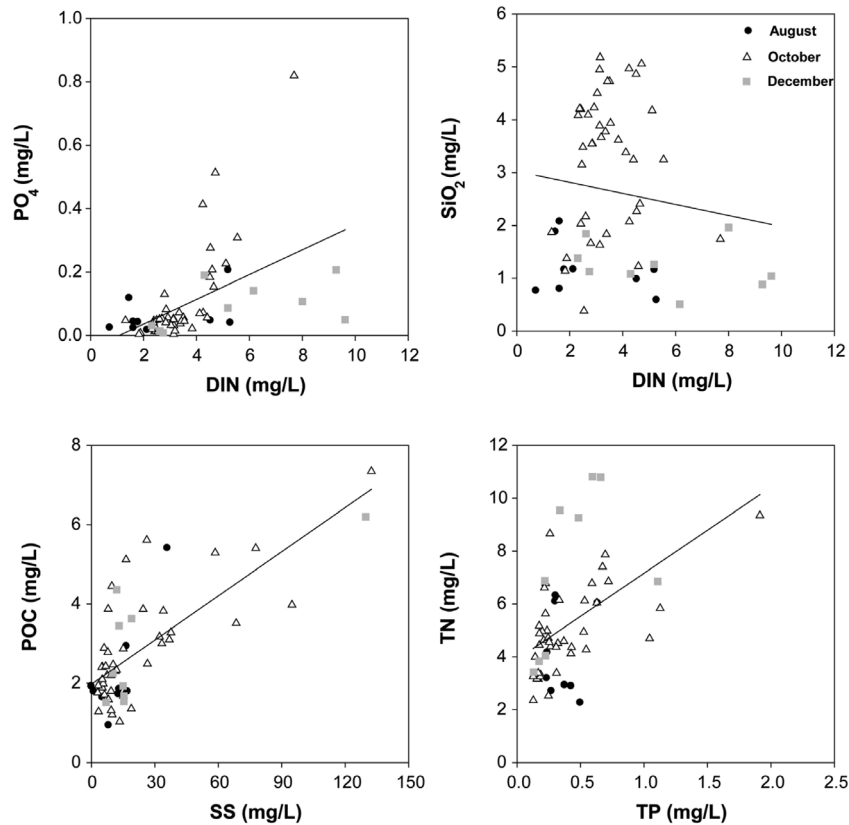 1.0
0.8
0.6
0.4
0.2
0.0
PO4 (mg/L)
0 2 4 6 8 10 12
DIN (mg/L)
6
5
4
3
2
1
0
SiO2 (mg/L)
August
October
December
0 2 4 6 8 10 12
DIN (mg/L)
8
6
4
2
0
POC (mg/L)
0 30 60 90 120 150
SS (mg/L)
12
10
8
6
4
2
0
TN (mg/L)
0.0 0.5 1.0 1.5 2.0 2.5
TP (mg/L)